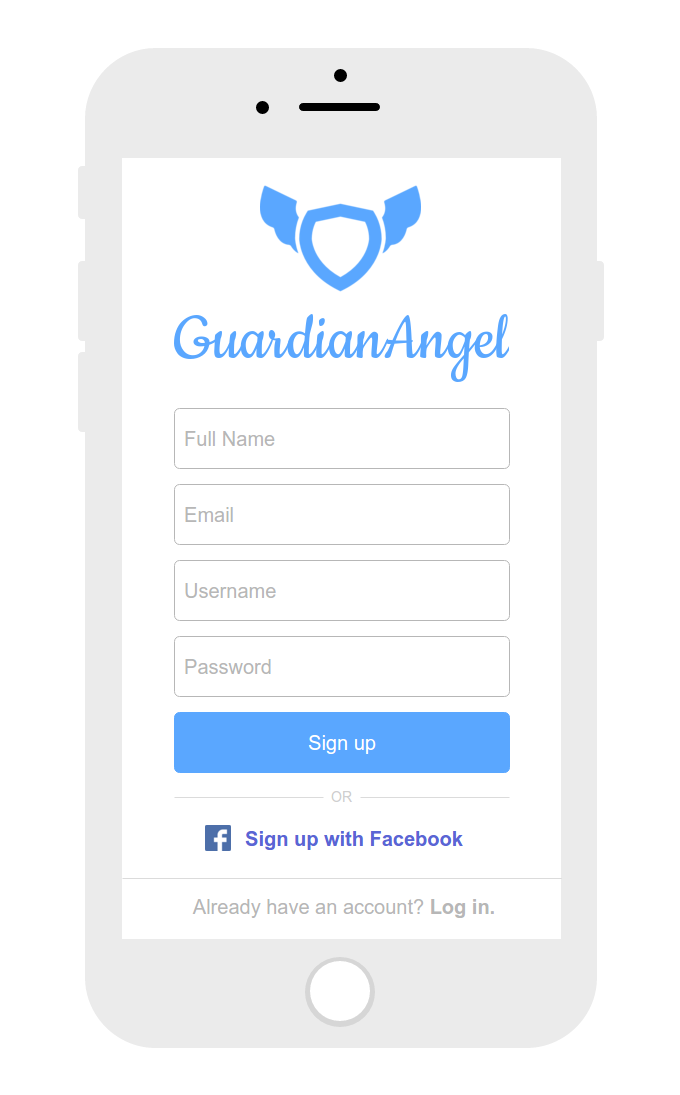 GuardianAngel
Full Name
Email
Username
Password
Sign up
OR
Sign up with Facebook
Already have an account? Log in.